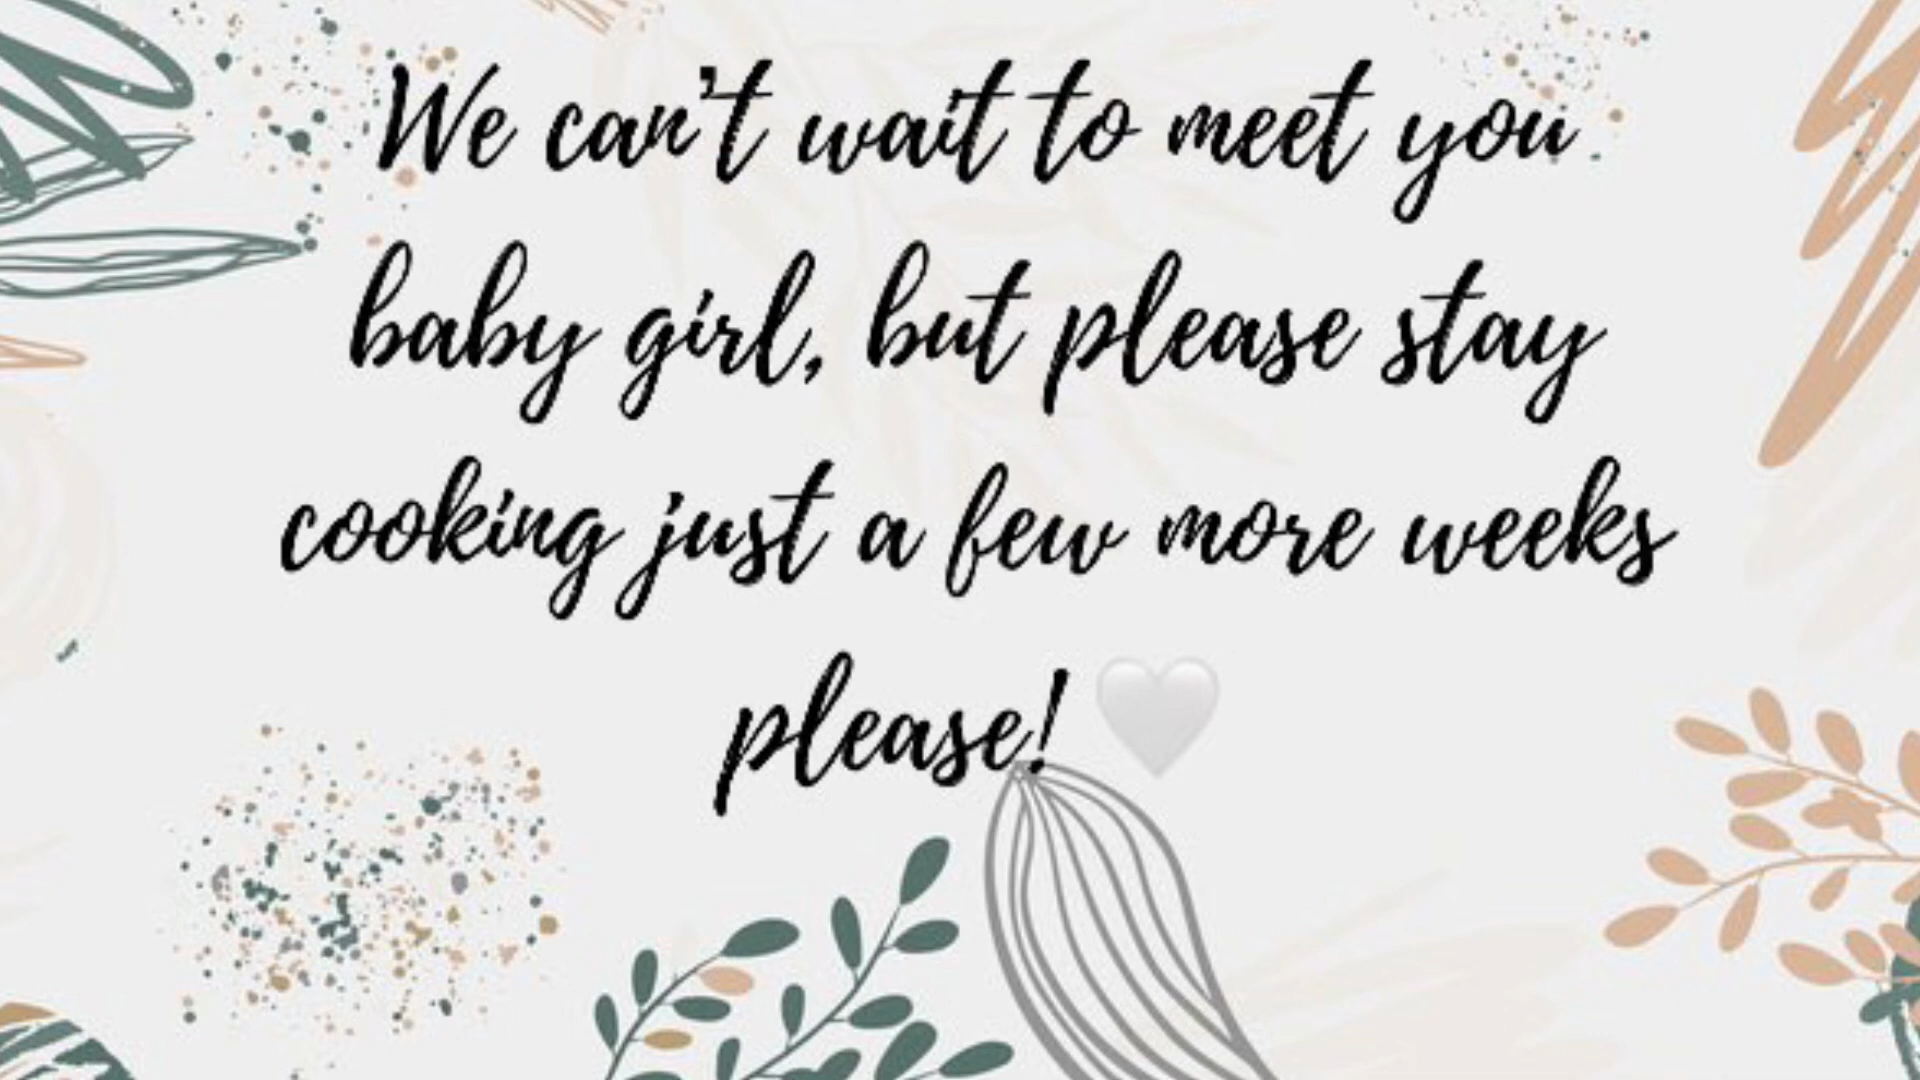 We can't wait to meet you
baby girl, but please stay
cooking just a few more weeks
please! 🤍